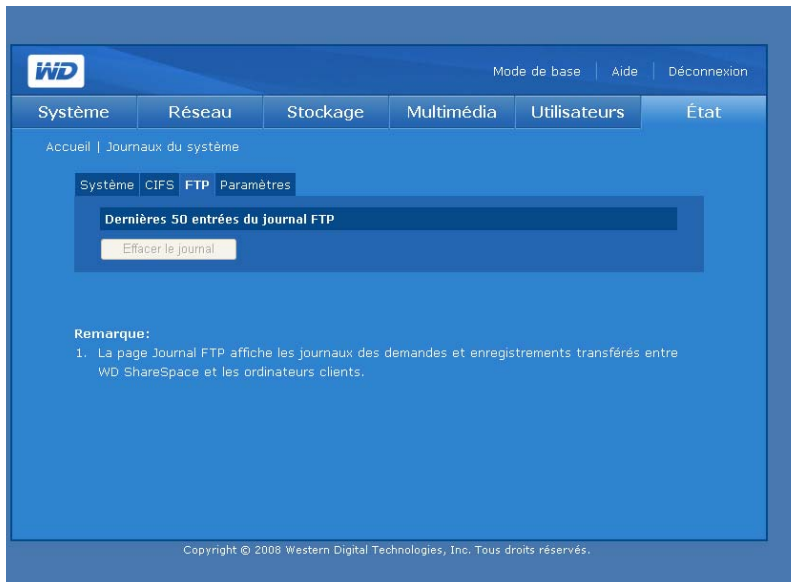 WD
Mode de base | Aide | Déconnexion
Système Réseau Stockage Multimédia Utilisateurs État
Accueil | Journaux du système
Système CIFS FTP Paramètres
Dernières 50 entrées du journal FTP
Effacer le journal
Remarque:
1. La page Journal FTP affiche les journaux des demandes et enregistrements transférés entre
WD ShareSpace et les ordinateurs clients.
Copyright © 2008 Western Digital Technologies, Inc. Tous droits réservés.